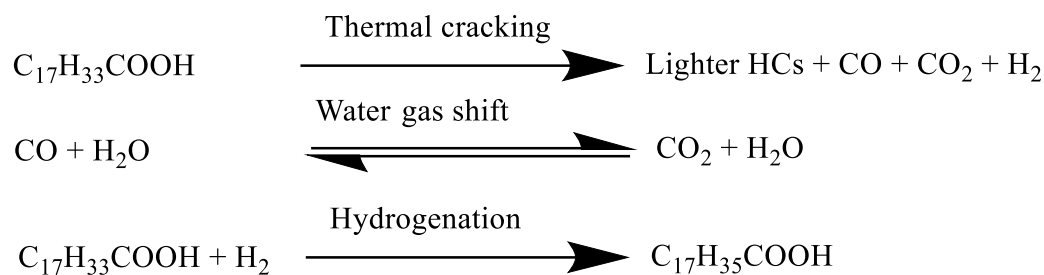 Thermal cracking
C₁₇H₃₃COOH Lighter HCs + CO + CO₂ + H₂
Water gas shift
CO + H₂O CO₂ + H₂O
Hydrogenation
C₁₇H₃₃COOH + H₂ C₁₇H₃₅COOH